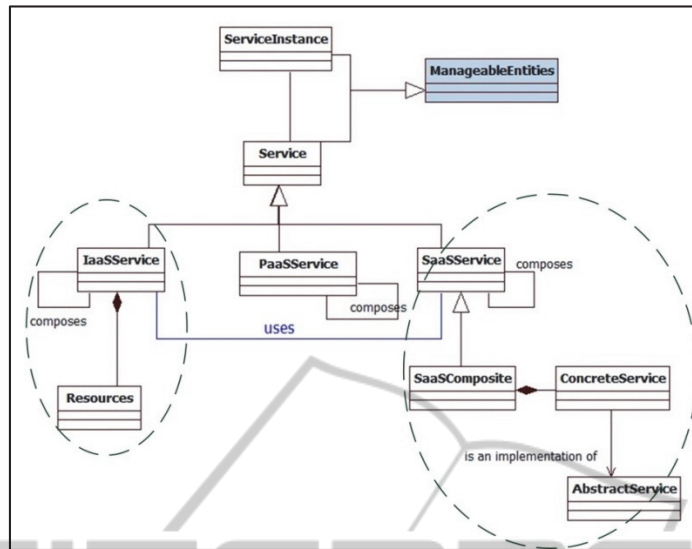 ServiceInstance
ManageableEntities
Service
IaaSService
PaaSService
SaaSService
composes
composes
composes
uses
Resources
SaaSComposite
ConcreteService
is an implementation of
AbstractService